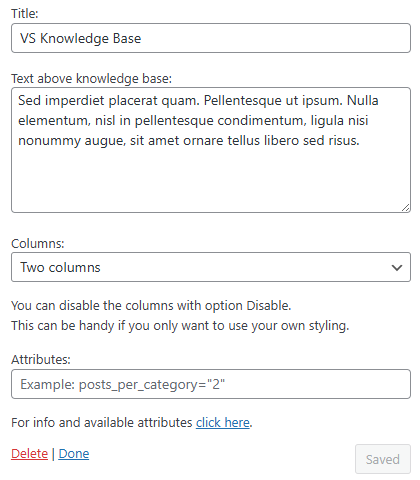 Title:
VS Knowledge Base
Text above knowledge base:
Sed imperdiet placerat quam. Pellentesque ut ipsum. Nulla
elementum, nisl in pellentesque condimentum, ligula nisi
nonummy augue, sit amet ornare tellus libero sed risus.
Columns:
Two columns
You can disable the columns with option Disable.
This can be handy if you only want to use your own styling.
Attributes:
Example: posts_per_category="2"
For info and available attributes click here.
Delete | Done
Saved